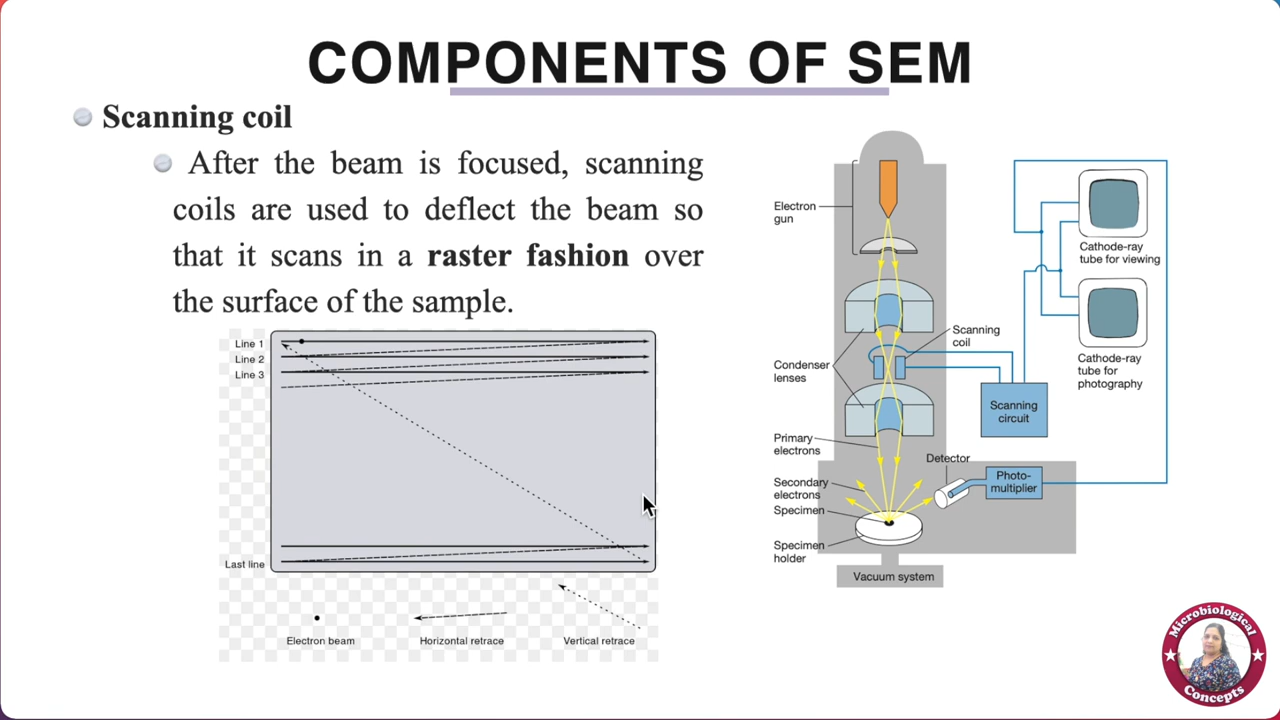 COMPONENTS OF SEM
Scanning coil
After the beam is focused, scanning
coils are used to deflect the beam so
that it scans in a raster fashion over
the surface of the sample.
Line 1
Line 2
Line 3
Last line
Electron beam
Horizontal retrace
Vertical retrace
Electron
gun
Condenser
lenses
Primary
electrons
Secondary
electrons
Specimen
Specimen
holder
Vacuum system
Scanning
coil
Detector
Photo-
multiplier
Scanning
circuit
Cathode-ray
tube for viewing
Cathode-ray
tube for
photography
Microbiological
Concepts